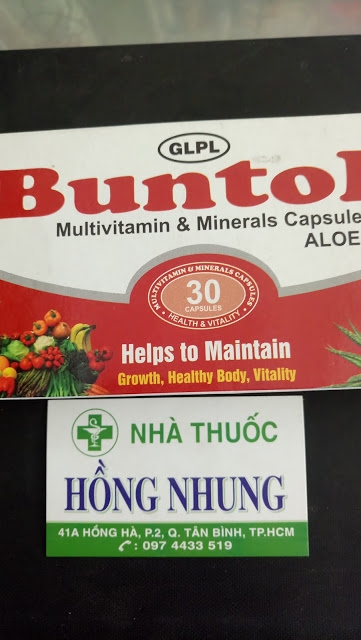 GLPL
Buntol
Multivitamin & Minerals Capsule
ALOE
MULTIVITAMIN & MINERALS CAPSULES
30
CAPSULES
• HEALTH & VITALITY •
Helps to Maintain
Growth, Healthy Body, Vitality
NHÀ THUỐC
HỒNG NHUNG
41A HỒNG HÀ, P.2, Q. TÂN BÌNH, TP.HCM
: 097 4433 519